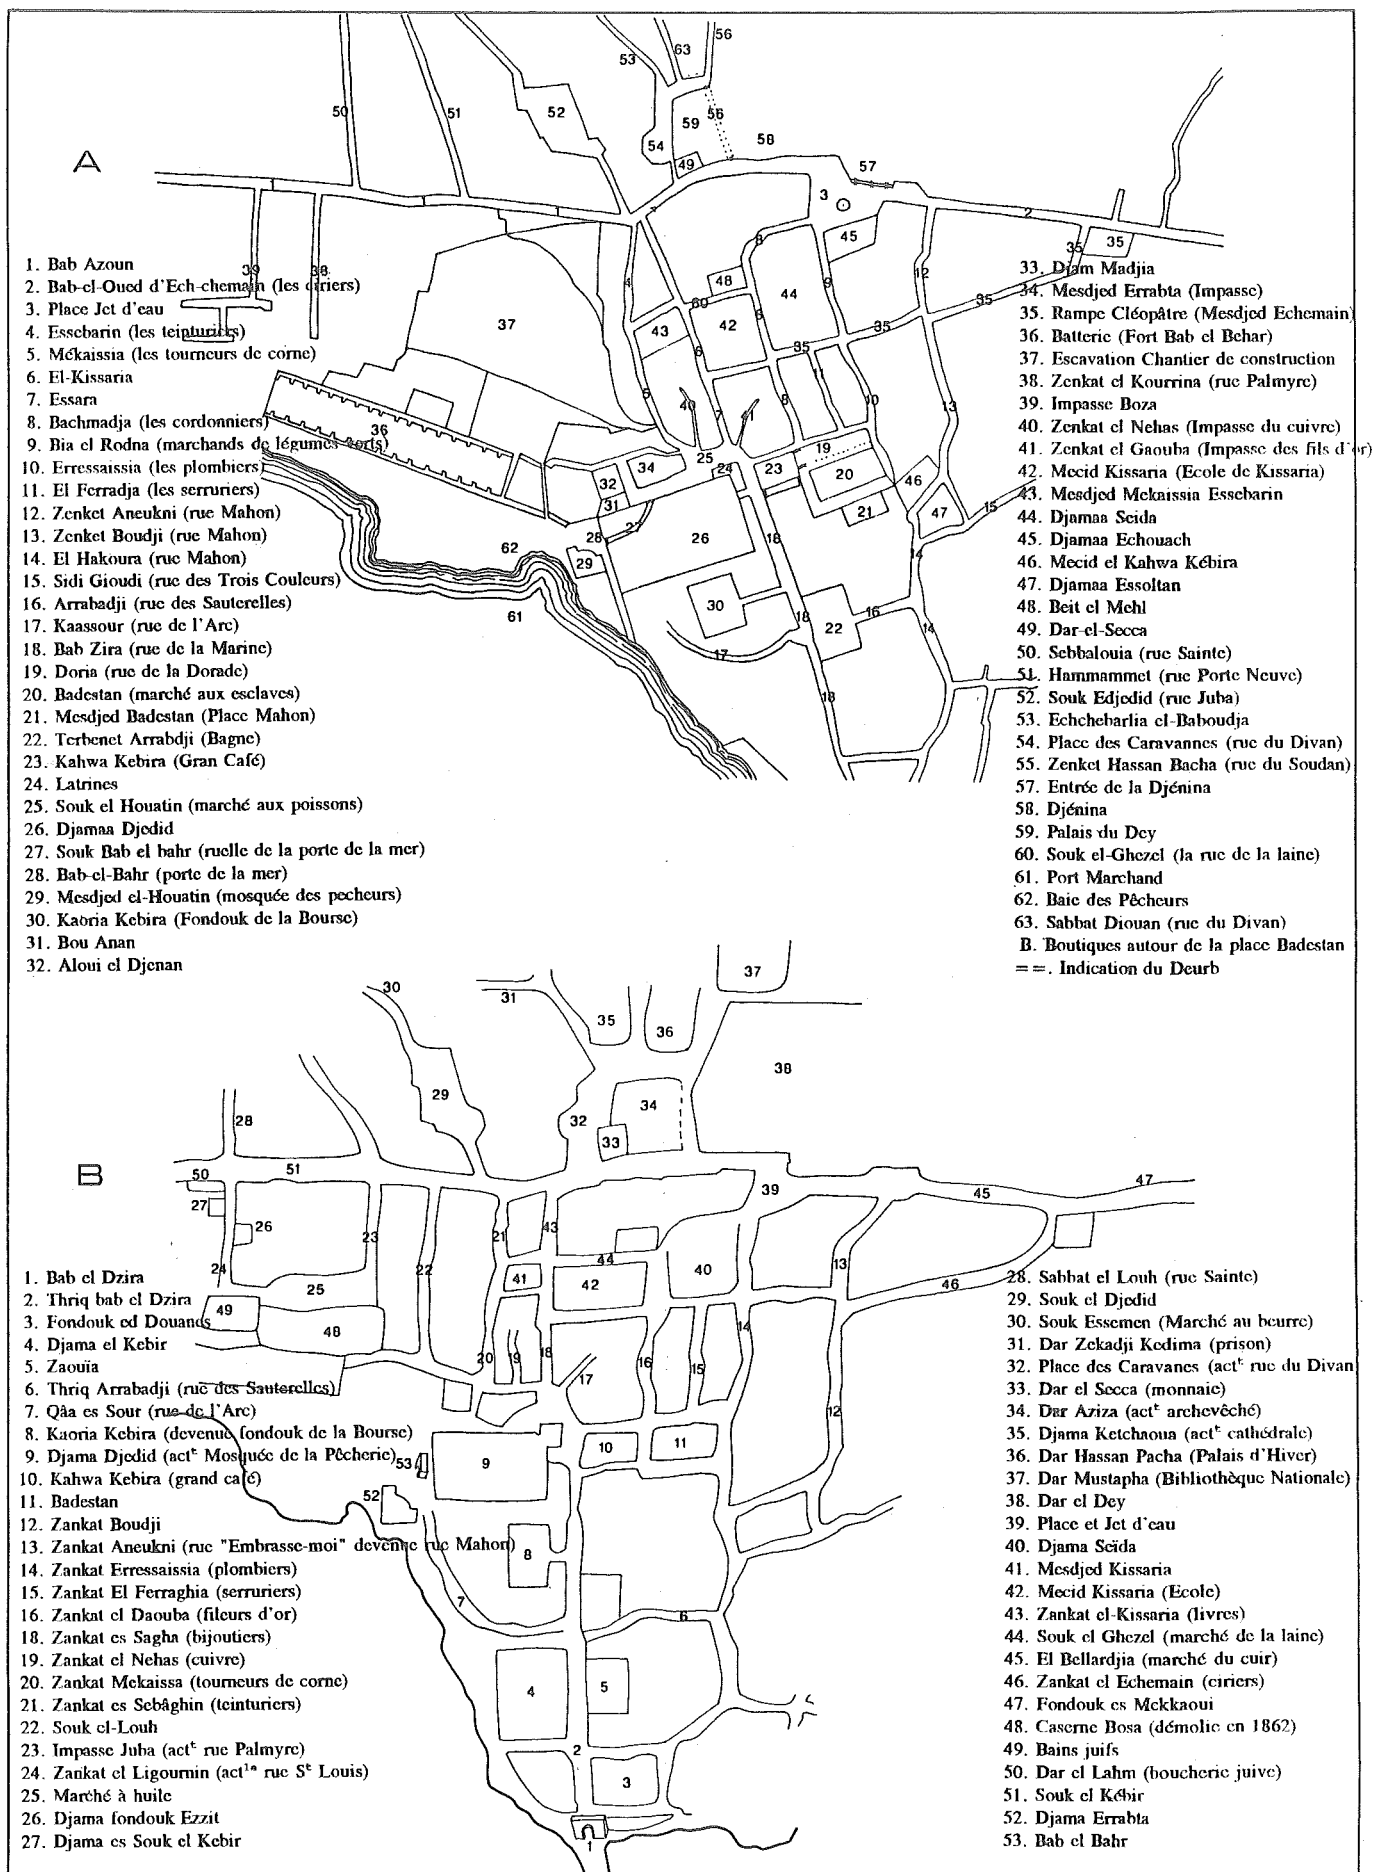 A
1. Bab Azoun
2. Bab-el-Oued d'Ech-chemain (les ciriers)
3. Place Jet d'eau
4. Essebarin (les teinturiers)
5. Mékaissia (les tourneurs de corne)
6. El-Kissaria
7. Essara
8. Bachmadja (les cordonniers)
9. Bia el Rodna (marchands de légumes forts)
10. Erressaissia (les plombiers)
11. El Ferradja (les serruriers)
12. Zenket Aneukni (rue Mahon)
13. Zenket Boudji (rue Mahon)
14. El Hakoura (rue Mahon)
15. Sidi Gioudi (rue des Trois Couleurs)
16. Arrabadji (rue des Sauterelles)
17. Kaassour (rue de l'Arc)
18. Bab Zira (rue de la Marine)
19. Doria (rue de la Dorade)
20. Badestan (marché aux esclaves)
21. Mesdjed Badestan (Place Mahon)
22. Terbenet Arrabdji (Bagne)
23. Kahwa Kebira (Gran Café)
24. Latrines
25. Souk el Houatin (marché aux poissons)
26. Djamaa Djedid
27. Souk Bab el bahr (ruelle de la porte de la mer)
28. Bab-el-Bahr (porte de la mer)
29. Mesdjed el-Houatin (mosquée des pecheurs)
30. Kaoria Kebira (Fondouk de la Bourse)
31. Bou Anan
32. Aloui el Djenan
33. Djam Madjia
34. Mesdjed Errabta (Impasse)
35. Rampe Cléopâtre (Mesdjed Echemain)
36. Batterie (Fort Bab el Behar)
37. Escavation Chantier de construction
38. Zenkat el Kourrina (rue Palmyre)
39. Impasse Boza
40. Zenkat el Nehas (Impasse du cuivre)
41. Zenkat el Gaouba (Impasse des fils d'or)
42. Mecid Kissaria (Ecole de Kissaria)
43. Mesdjed Mekaissia Essebarin
44. Djamaa Seida
45. Djamaa Echouach
46. Mecid el Kahwa Kébira
47. Djamaa Essoltan
48. Beit el Mehl
49. Dar-el-Secca
50. Sebbalouia (rue Sainte)
51. Hammammet (rue Porte Neuve)
52. Souk Edjedid (rue Juba)
53. Echchebarlia el-Baboudja
54. Place des Caravannes (rue du Divan)
55. Zenket Hassan Bacha (rue du Soudan)
57. Entrée de la Djénina
58. Djénina
59. Palais du Dey
60. Souk el-Ghezel (la rue de la laine)
61. Port Marchand
62. Baie des Pêcheurs
63. Sabbat Diouan (rue du Divan)
B. Boutiques autour de la place Badestan
==. Indication du Deurb
B
1. Bab el Dzira
2. Thriq bab el Dzira
3. Fondouk ed Douanes
4. Djama el Kebir
5. Zaouïa
6. Thriq Arrabadji (rue des Sauterelles)
7. Qâa es Sour (rue de l'Arc)
8. Kaoria Kebira (devenue fondouk de la Bourse)
9. Djama Djedid (actᵗ Mosquée de la Pêcherie)
10. Kahwa Kebira (grand café)
11. Badestan
12. Zankat Boudji
13. Zankat Aneukni (rue "Embrasse-moi" devenue rue Mahon)
14. Zankat Erressaissia (plombiers)
15. Zankat El Ferraghia (serruriers)
16. Zankat el Daouba (fileurs d'or)
18. Zankat es Sagha (bijoutiers)
19. Zankat el Nehas (cuivre)
20. Zankat Mekaissa (tourneurs de corne)
21. Zankat es Sebâghin (teinturiers)
22. Souk el-Louh
23. Impasse Juba (actᵗ rue Palmyre)
24. Zankat el Ligoumin (rue Sᵗ Louis)
25. Marché à huile
26. Djama fondouk Ezzit
27. Djama es Souk el Kebir
28. Sabbat el Louh (rue Sainte)
29. Souk el Djedid
30. Souk Essemen (Marché au beurre)
31. Dar Zekadji Kedima (prison)
32. Place des Caravanes (actᵗ rue du Divan
33. Dar el Secca (monnaie)
34. Dar Aziza (actᵗ archevêché)
35. Djama Ketchaoua (actᵗ cathédrale)
36. Dar Hassan Pacha (Palais d'Hiver)
37. Dar Mustapha (Bibliothèque Nationale)
38. Dar el Dey
39. Place et Jet d'eau
40. Djama Seïda
41. Mesdjed Kissaria
42. Mecid Kissaria (Ecole)
43. Zankat el-Kissaria (livres)
44. Souk el Ghezel (marché de la laine)
45. El Bellardjia (marché du cuir)
46. Zankat el Echemain (ciriers)
47. Fondouk es Mekkaoui
48. Caserne Bosa (démolie en 1862)
49. Bains juifs
50. Dar el Lahm (boucherie juive)
51. Souk el Kébir
52. Djama Errabta
53. Bab el Bahr